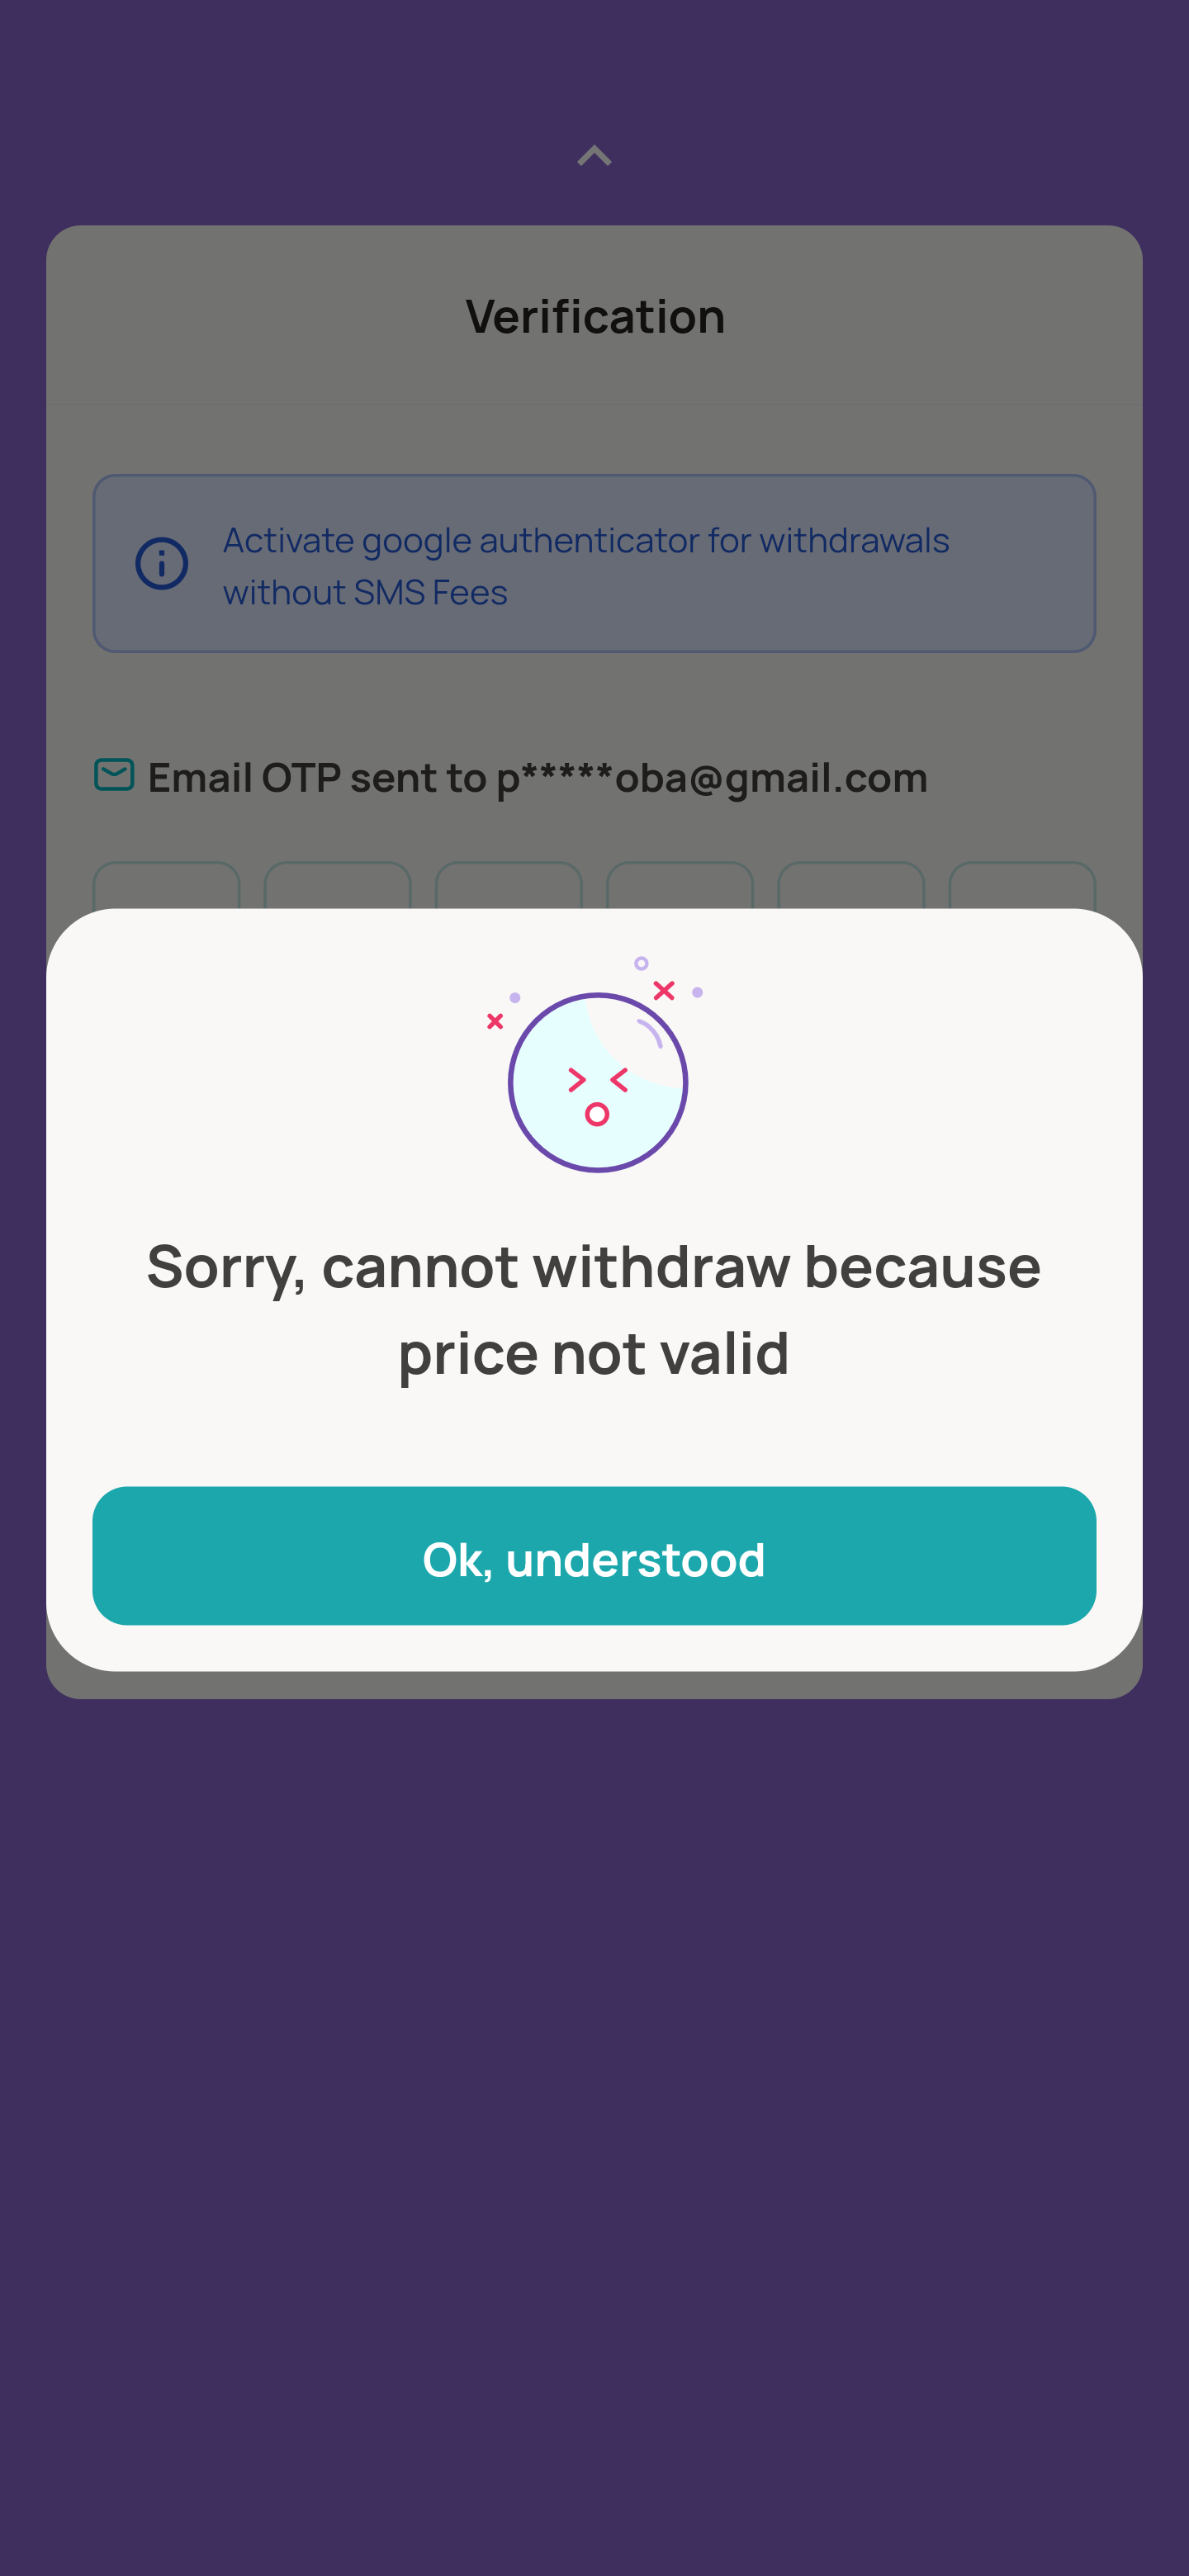 Verification
Activate google authenticator for withdrawals
without SMS Fees
Email OTP sent to p*****oba@gmail.com
Sorry, cannot withdraw because
price not valid
Ok, understood